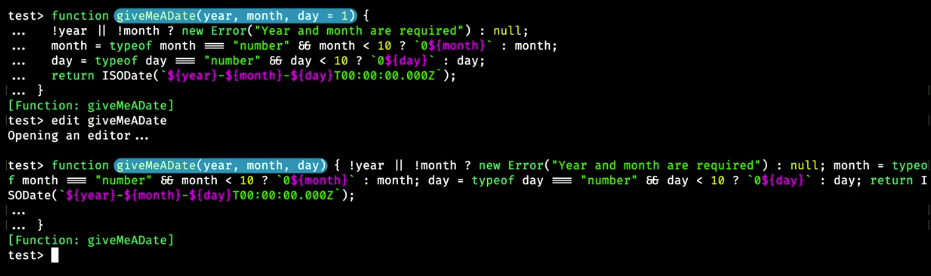 test> function giveMeADate(year, month, day = 1) {
...     !year || !month ? new Error("Year and month are required") : null;
...     month = typeof month === "number" && month < 10 ? `0${month}` : month;
...     day = typeof day === "number" && day < 10 ? `0${day}` : day;
...     return ISODate(`${year}-${month}-${day}T00:00:00.000Z`);
... }
[Function: giveMeADate]
test> edit giveMeADate
Opening an editor...
test> function giveMeADate(year, month, day) { !year || !month ? new Error("Year and month are required") : null; month = typeo
f month === "number" && month < 10 ? `0${month}` : month; day = typeof day === "number" && day < 10 ? `0${day}` : day; return I
SODate(`${year}-${month}-${day}T00:00:00.000Z`);
...
... }
[Function: giveMeADate]
test>